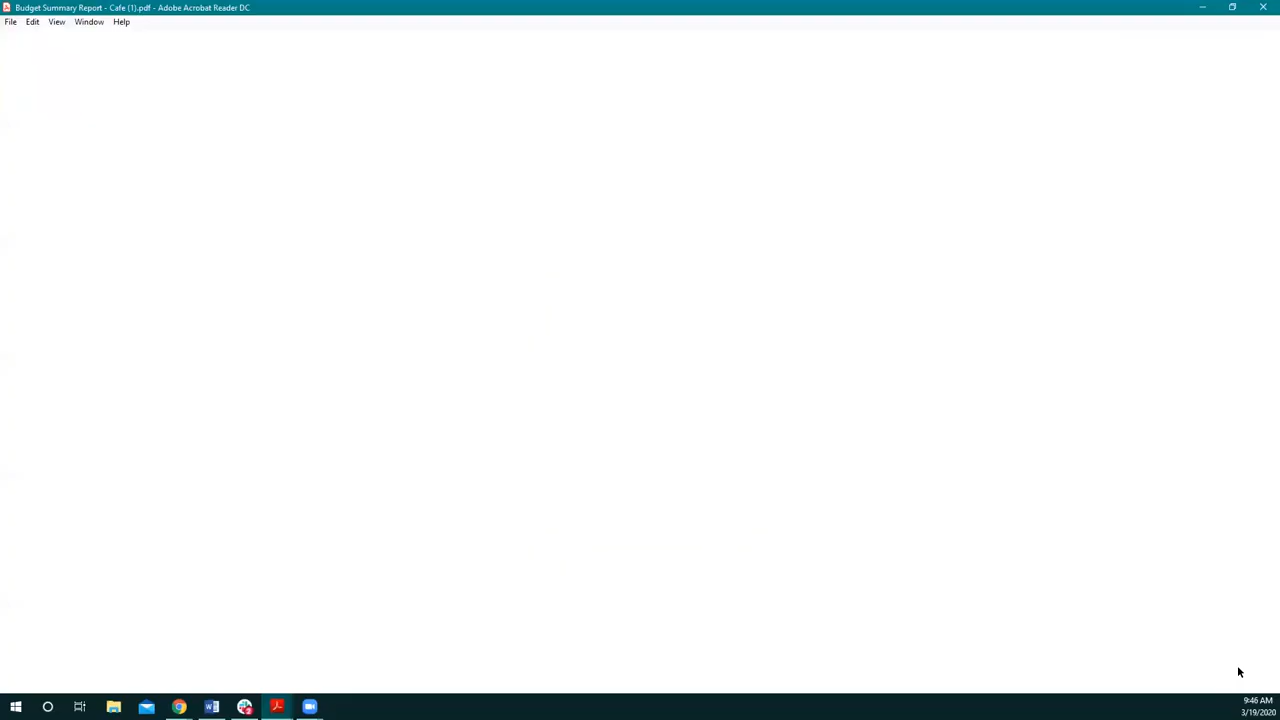 Budget Summary Report - Cafe (1).pdf - Adobe Acrobat Reader DC
File Edit View Window Help
9:46 AM
3/19/2020